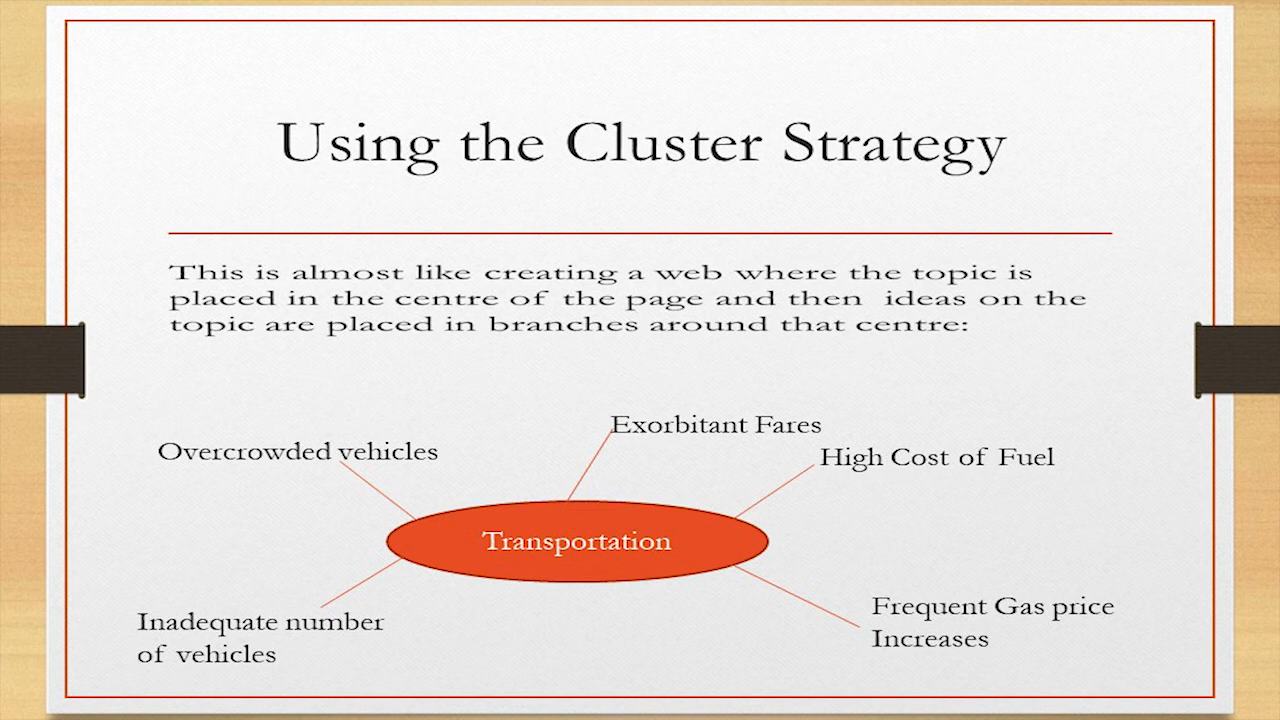 Using the Cluster Strategy
This is almost like creating a web where the topic is
placed in the centre of the page and then ideas on the
topic are placed in branches around that centre:
Exorbitant Fares
Overcrowded vehicles
High Cost of Fuel
Transportation
Inadequate number
of vehicles
Frequent Gas price
Increases